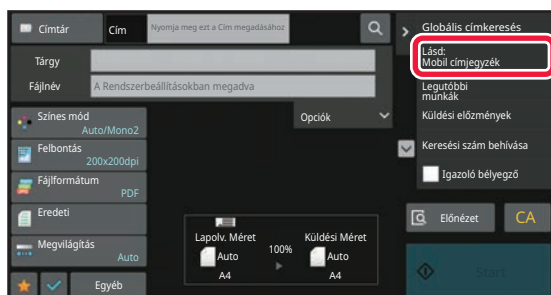 Címtár
Cím
Nyomja meg ezt a Cím megadásához
Tárgy
Fájlnév
A Rendszerbeállításokban megadva
Opciók
Színes mód
Auto/Mono2
Felbontás
200x200dpi
Fájlformátum
PDF
Eredeti
Megvilágítás
Auto
Egyéb
Lapolv. Méret
Auto
A4
100%
Küldési Méret
Auto
A4
Globális címkeresés
Lásd:
Mobil címjegyzék
Legutóbbi
munkák
Küldési előzmények
Keresési szám behívása
Igazoló bélyegző
Előnézet
CA
Start